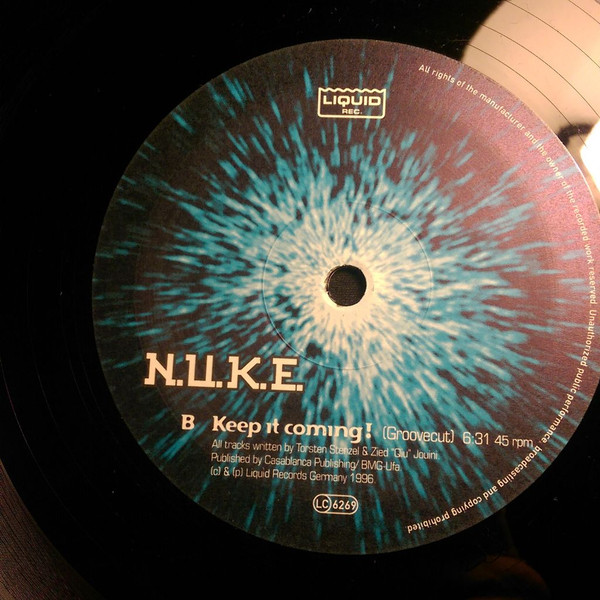 LIQUID
REC.
All rights of the manufacturer and the owner of the recorded work reserved. Unauthorized public performance, broadcasting and copying prohibited
N.U.K.E.
B Keep it coming! (Groovecut) 6:31 45 rpm
All tracks written by Torsten Stenzel & Zied "Qiu" Jouini.
Published by Casablanca Publishing/ BMG-Ufa
(c) & (p) Liquid Records Germany 1996.
LC 6269